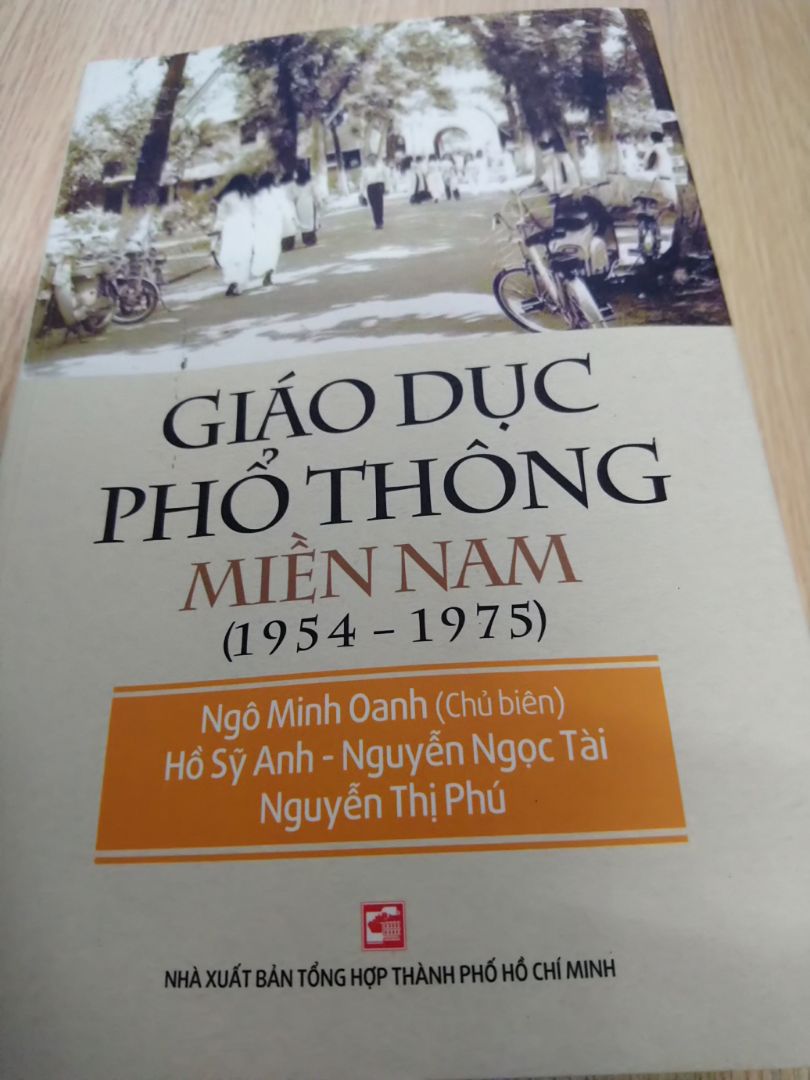 GIÁO DỤC
PHỔ THÔNG
MIỀN NAM
(1954 – 1975)
Ngô Minh Oanh (Chủ biên)
Hồ Sỹ Anh - Nguyễn Ngọc Tài
Nguyễn Thị Phú
NHÀ XUẤT BẢN TỔNG HỢP THÀNH PHỐ HỒ CHÍ MINH